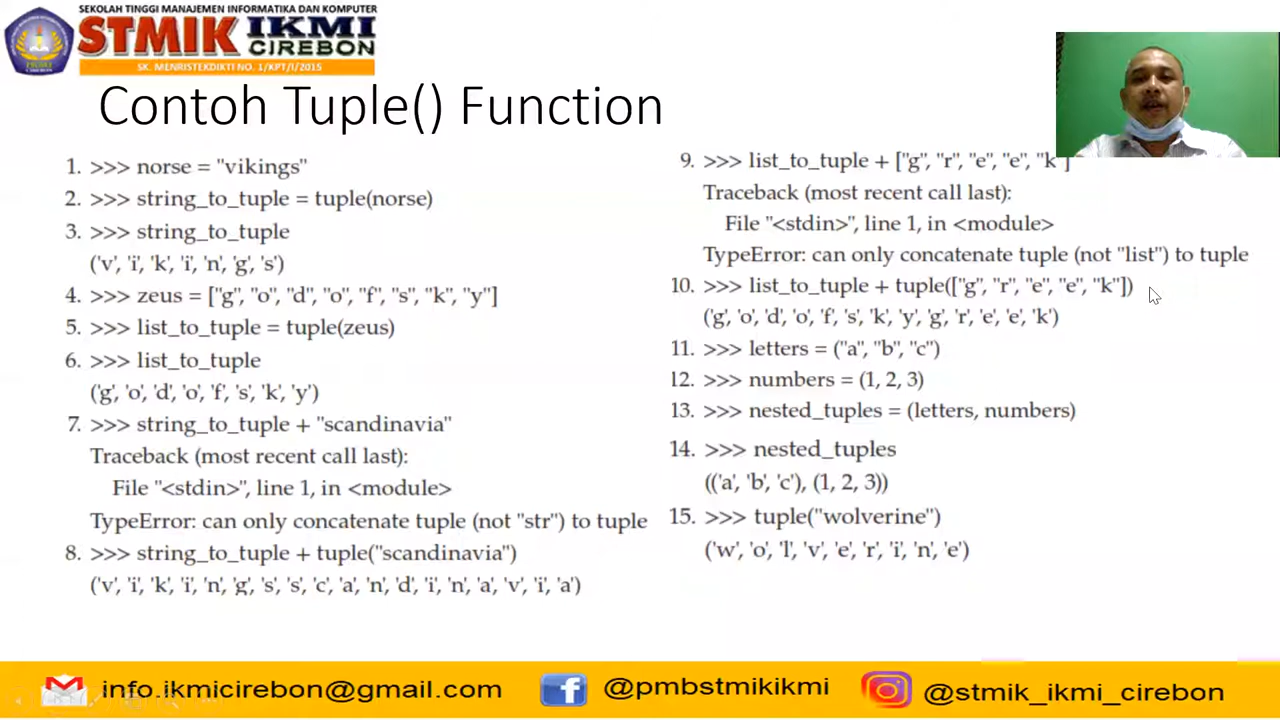 SEKOLAH TINGGI MANAJEMEN INFORMATIKA DAN KOMPUTER
STMIK IKMI
CIREBON
SK. MENRISTEKDIKTI NO. 1/KPT/I/2015
Contoh Tuple() Function
1. >>> norse = "vikings"
2. >>> string_to_tuple = tuple(norse)
3. >>> string_to_tuple
('v', 'i', 'k', 'i', 'n', 'g', 's')
4. >>> zeus = ["g", "o", "d", "o", "f", "s", "k", "y"]
5. >>> list_to_tuple = tuple(zeus)
6. >>> list_to_tuple
('g', 'o', 'd', 'o', 'f', 's', 'k', 'y')
7. >>> string_to_tuple + "scandinavia"
Traceback (most recent call last):
File "<stdin>", line 1, in <module>
TypeError: can only concatenate tuple (not "str") to tuple
8. >>> string_to_tuple + tuple("scandinavia")
('v', 'i', 'k', 'i', 'n', 'g', 's', 's', 'c', 'a', 'n', 'd', 'i', 'n', 'a', 'v', 'i', 'a')
9. >>> list_to_tuple + ["g", "r", "e", "e", "k"]
Traceback (most recent call last):
File "<stdin>", line 1, in <module>
TypeError: can only concatenate tuple (not "list") to tuple
10. >>> list_to_tuple + tuple(["g", "r", "e", "e", "k"])
('g', 'o', 'd', 'o', 'f', 's', 'k', 'y', 'g', 'r', 'e', 'e', 'k')
11. >>> letters = ("a", "b", "c")
12. >>> numbers = (1, 2, 3)
13. >>> nested_tuples = (letters, numbers)
14. >>> nested_tuples
(('a', 'b', 'c'), (1, 2, 3))
15. >>> tuple("wolverine")
('w', 'o', 'l', 'v', 'e', 'r', 'i', 'n', 'e')
info.ikmicirebon@gmail.com
@pmbstmikikmi
@stmik_ikmi_cirebon